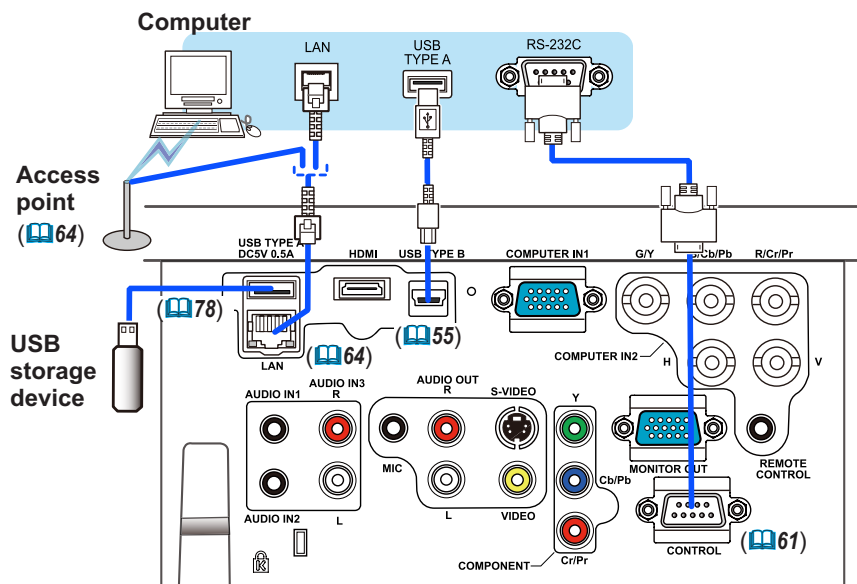 Computer
LAN
USB
TYPE A
RS-232C
Access
point
(64)
USB TYPE A
DC5V 0.5A
HDMI
USB TYPE B
COMPUTER IN1
G/Y
B/Cb/Pb
R/Cr/Pr
(78)
(55)
(64)
LAN
COMPUTER IN2
H
V
USB
storage
device
AUDIO IN1
AUDIO IN3
R
AUDIO OUT
R
S-VIDEO
Y
MIC
MONITOR OUT
REMOTE
CONTROL
Cb/Pb
AUDIO IN2
L
L
VIDEO
CONTROL
(61)
COMPONENT
Cr/Pr
K